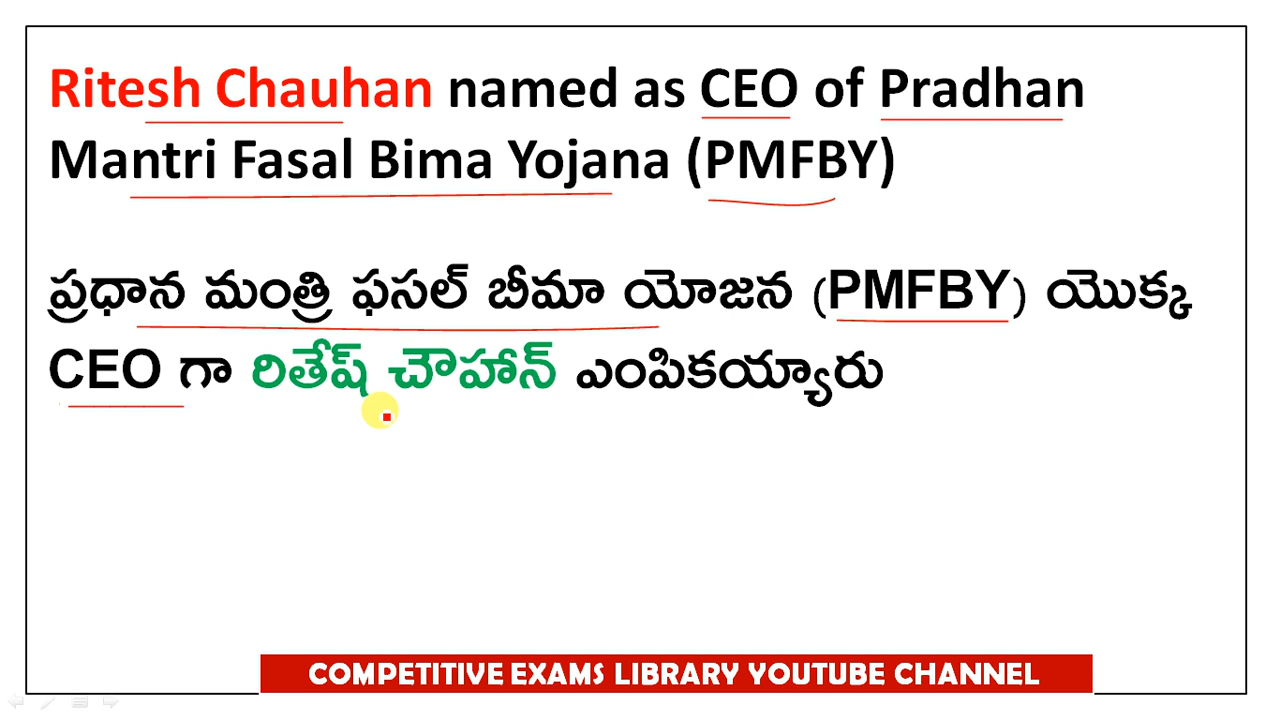 Ritesh Chauhan named as CEO of Pradhan
Mantri Fasal Bima Yojana (PMFBY)
ప్రధాన మంత్రి ఫసల్ బీమా యోజన (PMFBY) యొక్క
CEO గా రితేష్ చౌహాన్ ఎంపికయ్యారు
COMPETITIVE EXAMS LIBRARY YOUTUBE CHANNEL